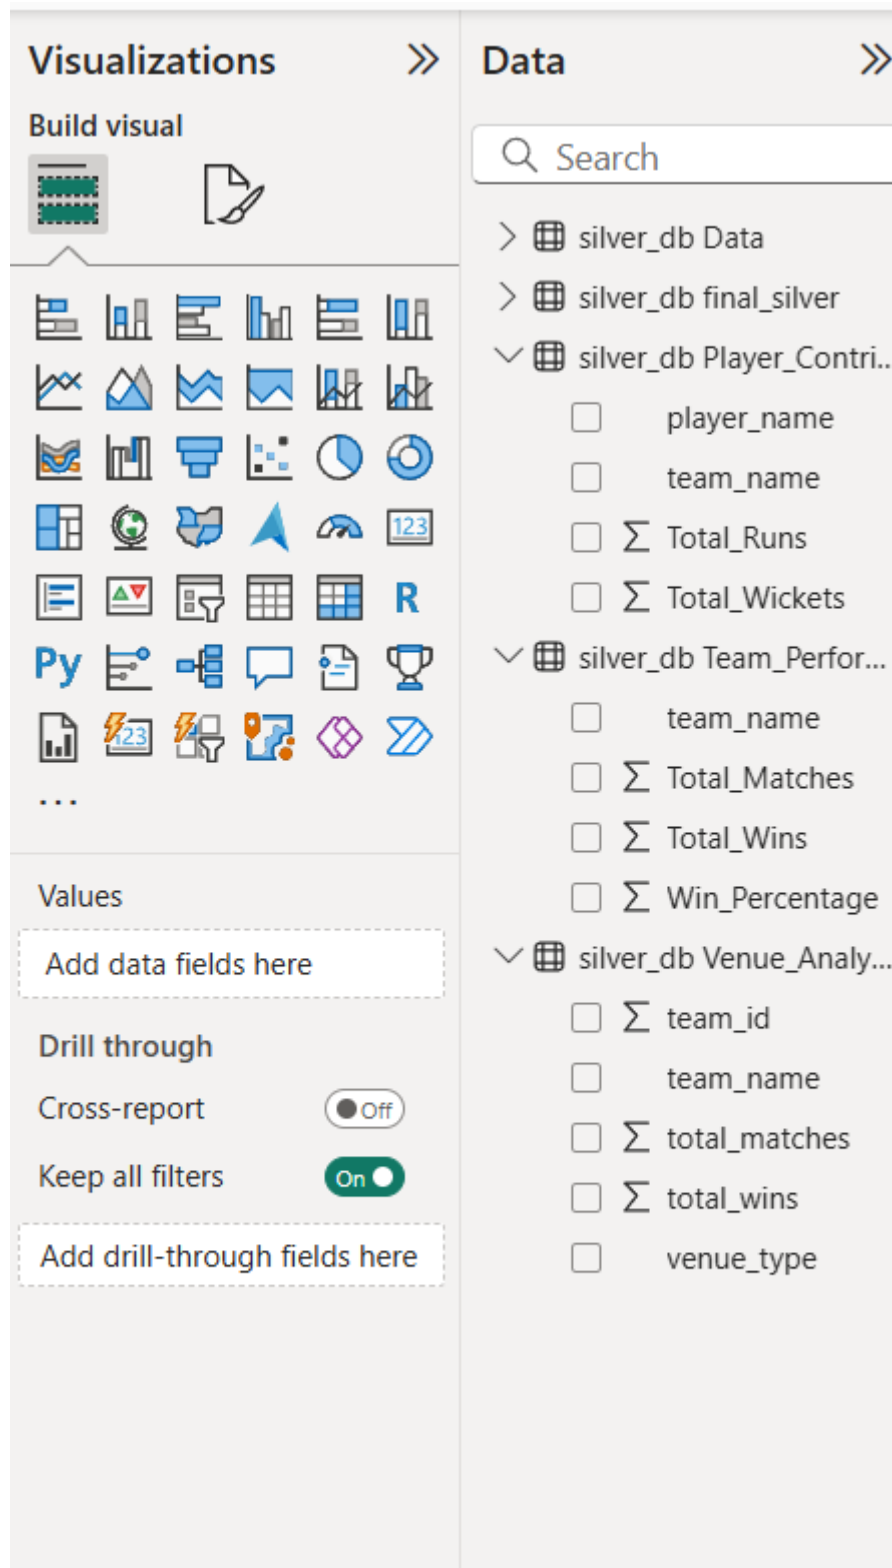 Visualizations
Build visual
123
R
Py
123
...
Values
Add data fields here
Drill through
Cross-report
Off
Keep all filters
On
Add drill-through fields here
Data
Search
silver_db Data
silver_db final_silver
silver_db Player_Contri...
player_name
team_name
Σ Total_Runs
Σ Total_Wickets
silver_db Team_Perfor...
team_name
Σ Total_Matches
Σ Total_Wins
Σ Win_Percentage
silver_db Venue_Analy...
Σ team_id
team_name
Σ total_matches
Σ total_wins
venue_type